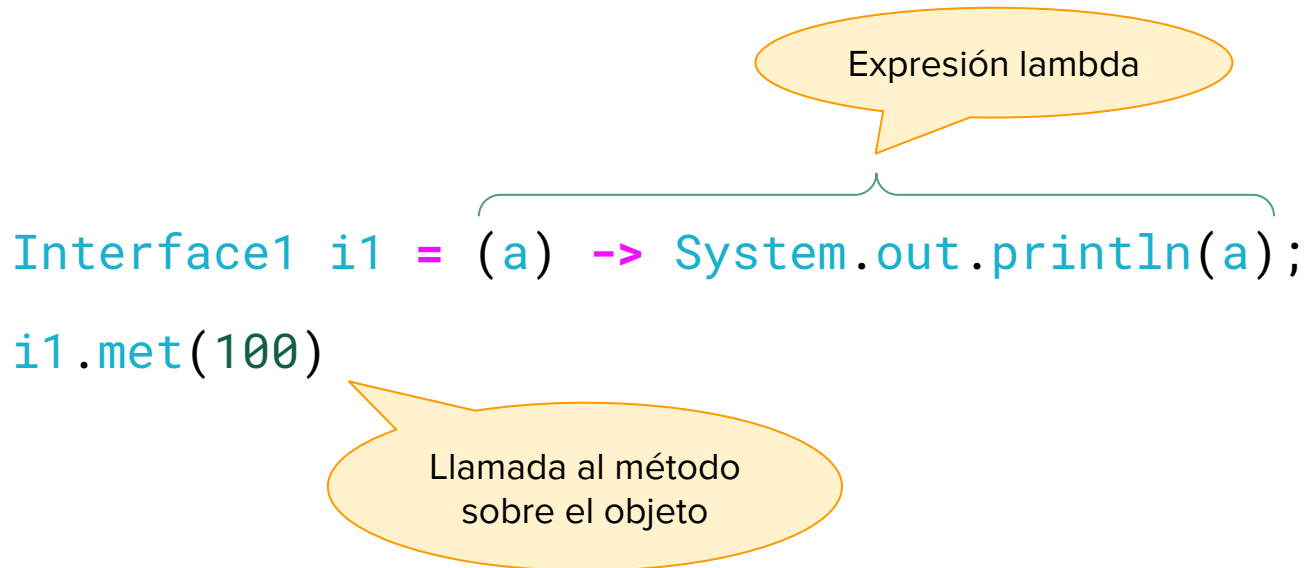 Expresión lambda
Interface1 i1 = (a) -> System.out.println(a);
i1.met(100)
Llamada al método
sobre el objeto